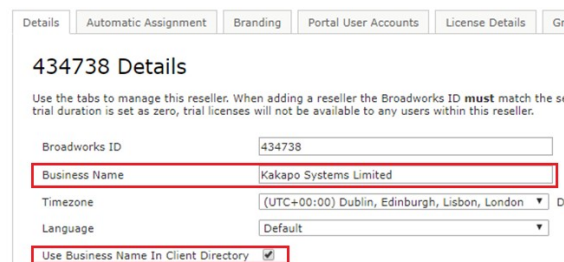 Details Automatic Assignment Branding Portal User Accounts License Details
434738 Details
Use the tabs to manage this reseller. When adding a reseller the Broadworks ID must match the
trial duration is set as zero, trial licenses will not be available to any users within this reseller.
Broadworks ID 434738
Business Name Kakapo Systems Limited
Timezone (UTC+00:00) Dublin, Edinburgh, Lisbon, London
Language Default
Use Business Name In Client Directory